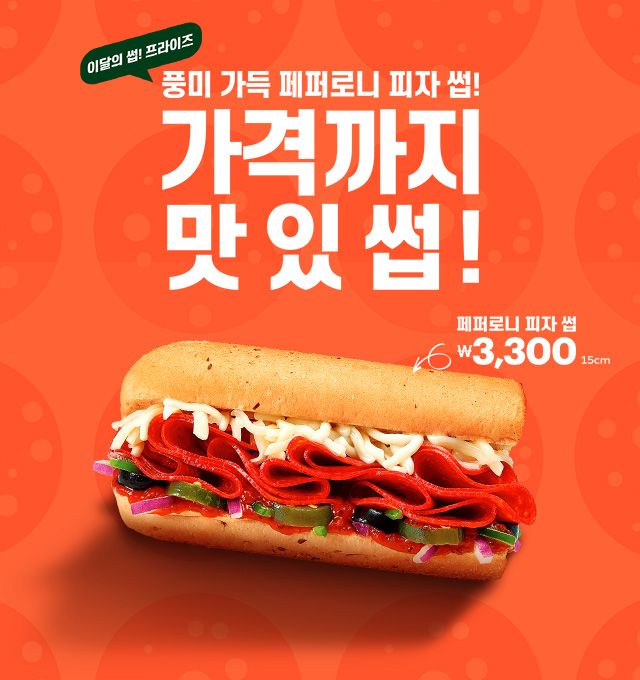 이달의 썹! 프라이즈
풍미 가득 페퍼로니 피자 썹!
가격까지
맛있썹!
페퍼로니 피자 썹
₩3,300 15cm